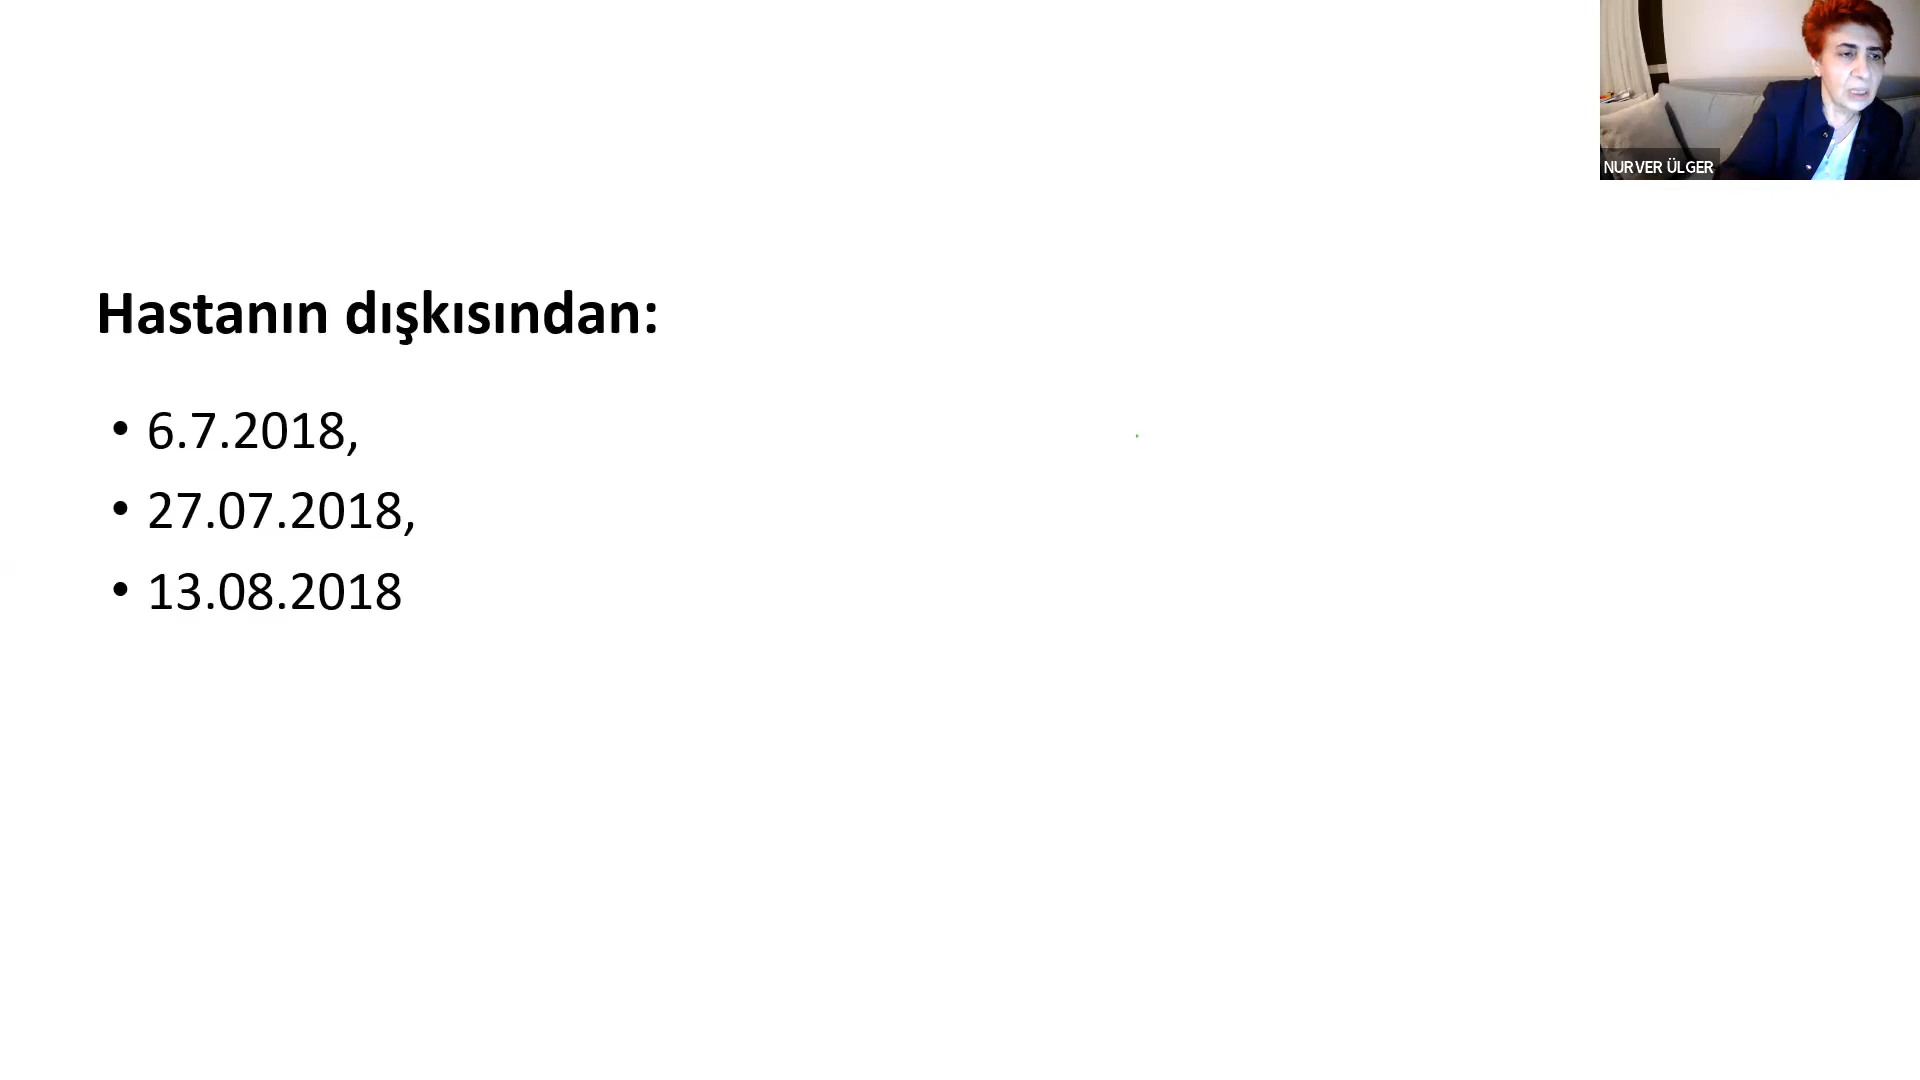 NURVER ÜLGER
Hastanın dışkısından:
• 6.7.2018,
• 27.07.2018,
• 13.08.2018